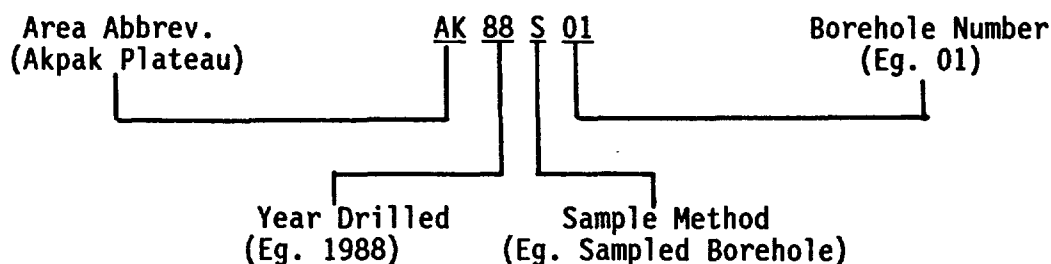 Area Abbrev.
(Akpak Plateau)
AK 88 S 01
Borehole Number
(Eg. 01)
Year Drilled
(Eg. 1988)
Sample Method
(Eg. Sampled Borehole)